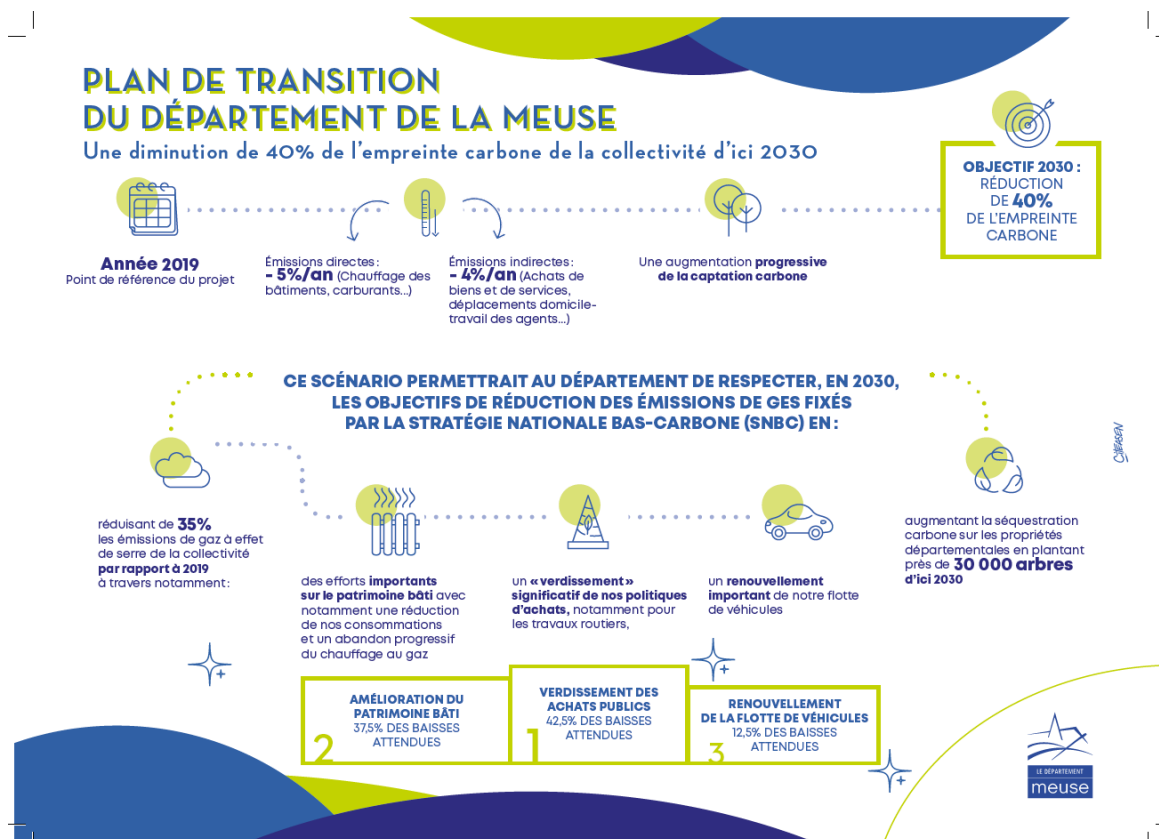 PLAN DE TRANSITION
DU DÉPARTEMENT DE LA MEUSE
Une diminution de 40% de l'empreinte carbone de la collectivité d'ici 2030
OBJECTIF 2030 :
RÉDUCTION
DE 40%
DE L'EMPREINTE
CARBONE
Année 2019
Point de référence du projet
Émissions directes :
- 5%/an (Chauffage des
bâtiments, carburants...)
Émissions indirectes :
- 4%/an (Achats de
biens et de services,
déplacements domicile-
travail des agents...)
Une augmentation progressive
de la captation carbone
CE SCÉNARIO PERMETTRAIT AU DÉPARTEMENT DE RESPECTER, EN 2030,
LES OBJECTIFS DE RÉDUCTION DES ÉMISSIONS DE GES FIXÉS
PAR LA STRATÉGIE NATIONALE BAS-CARBONE (SNBC) EN :
réduisant de 35%
les émissions de gaz à effet
de serre de la collectivité
par rapport à 2019
à travers notamment :
des efforts importants
sur le patrimoine bâti avec
notamment une réduction
de nos consommations
et un abandon progressif
du chauffage au gaz
un « verdissement »
significatif de nos politiques
d'achats, notamment pour
les travaux routiers,
un renouvellement
important de notre flotte
de véhicules
augmentant la séquestration
carbone sur les propriétés
départementales en plantant
près de 30 000 arbres
d'ici 2030
AMÉLIORATION DU
PATRIMOINE BÂTI
37,5% DES BAISSES
ATTENDUES
2
VERDISSEMENT DES
ACHATS PUBLICS
42,5% DES BAISSES
ATTENDUES
1
RENOUVELLEMENT
DE LA FLOTTE DE VÉHICULES
12,5% DES BAISSES
ATTENDUES
3
LE DÉPARTEMENT
meuse